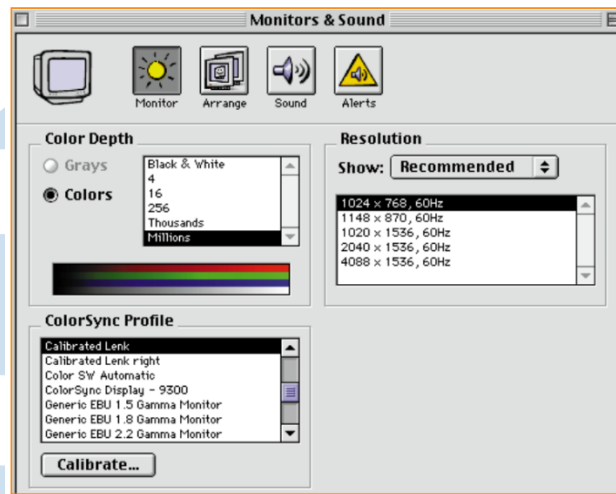 Monitors & Sound
Monitor
Arrange
Sound
Alerts
Color Depth
Grays
Colors
Black & White
4
16
256
Thousands
Millions
Resolution
Show: Recommended
1024 x 768, 60Hz
1148 x 870, 60Hz
1020 x 1536, 60Hz
2040 x 1536, 60Hz
4088 x 1536, 60Hz
ColorSync Profile
Calibrated Lenk
Calibrated Lenk right
Color SW Automatic
ColorSync Display - 9300
Generic EBU 1.5 Gamma Monitor
Generic EBU 1.8 Gamma Monitor
Generic EBU 2.2 Gamma Monitor
Calibrate...